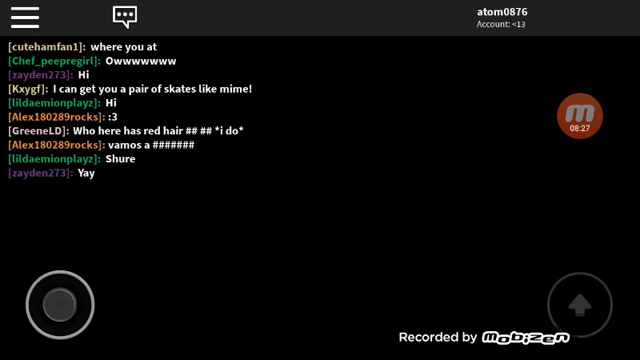 atom0876
Account: <13
[cutehamfan1]: where you at
[Chef_peepregirl]: Owwwwwww
[zayden273]: Hi
[Kxygf]: I can get you a pair of skates like mime!
[lildaemionplayz]: Hi
[Alex180289rocks]: :3
[GreeneLD]: Who here has red hair ## ## *i do*
[Alex180289rocks]: vamos a #######
[lildaemionplayz]: Shure
[zayden273]: Yay
08:27
Recorded by Mobizen